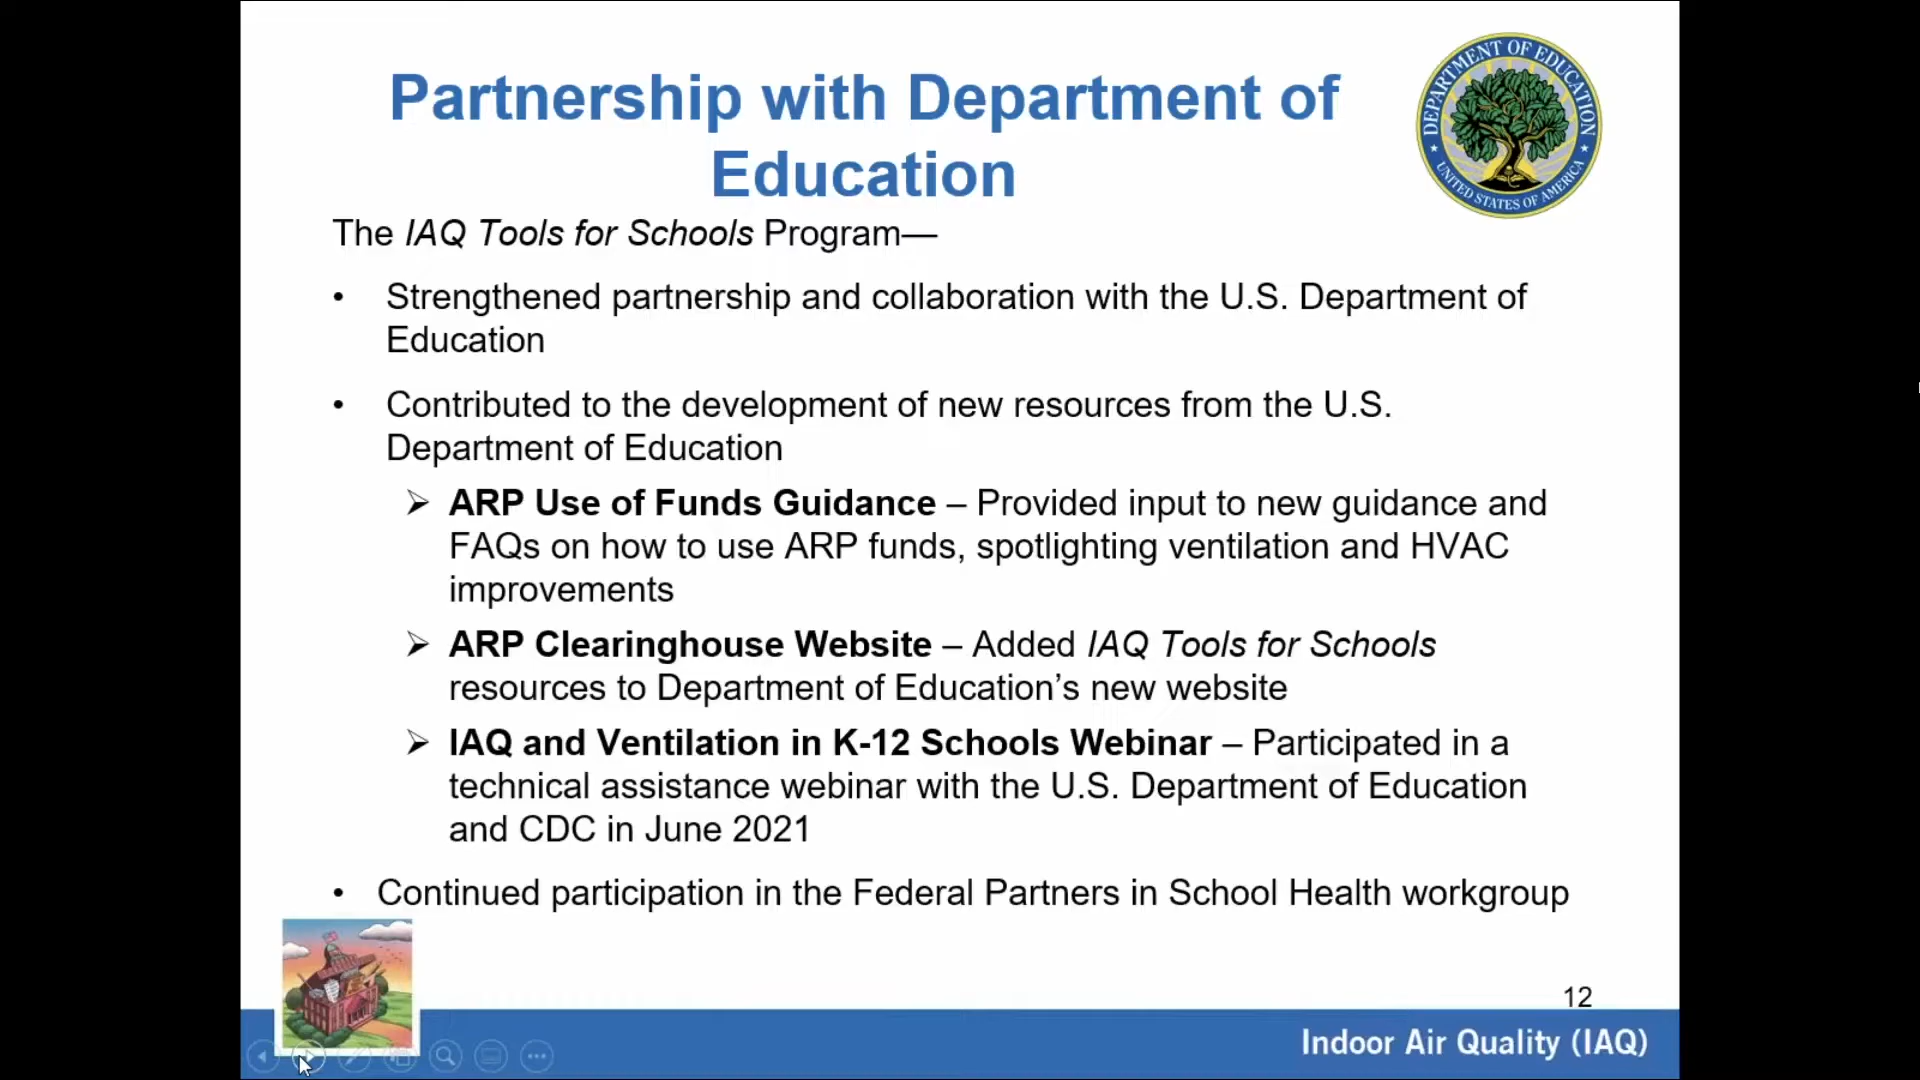 Partnership with Department of
Education
DEPARTMENT OF EDUCATION
UNITED STATES OF AMERICA
The IAQ Tools for Schools Program—
• Strengthened partnership and collaboration with the U.S. Department of
Education
• Contributed to the development of new resources from the U.S.
Department of Education
➢ ARP Use of Funds Guidance – Provided input to new guidance and
FAQs on how to use ARP funds, spotlighting ventilation and HVAC
improvements
➢ ARP Clearinghouse Website – Added IAQ Tools for Schools
resources to Department of Education’s new website
➢ IAQ and Ventilation in K-12 Schools Webinar – Participated in a
technical assistance webinar with the U.S. Department of Education
and CDC in June 2021
• Continued participation in the Federal Partners in School Health workgroup
12
Indoor Air Quality (IAQ)